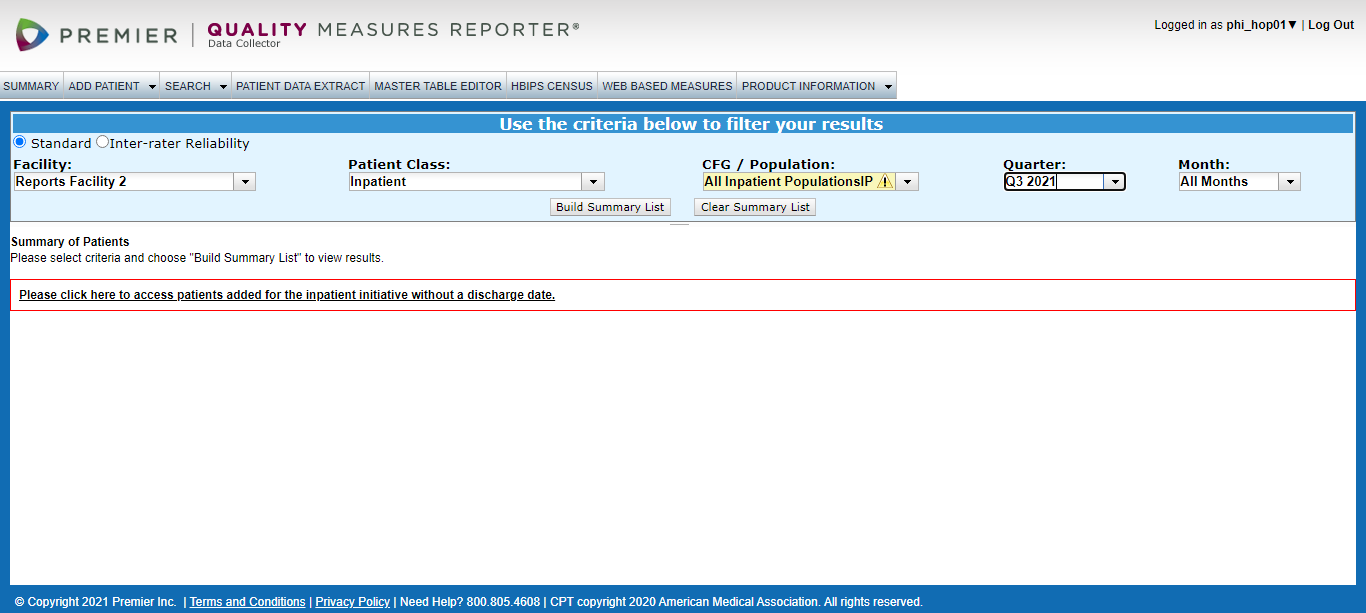 PREMIER | QUALITY MEASURES REPORTER®
Data Collector
Logged in as phi_hop01▼ | Log Out
SUMMARY ADD PATIENT SEARCH PATIENT DATA EXTRACT MASTER TABLE EDITOR HBIPS CENSUS WEB BASED MEASURES PRODUCT INFORMATION
Use the criteria below to filter your results
Standard Inter-rater Reliability
Facility: Patient Class: CFG / Population: Quarter: Month:
Reports Facility 2 Inpatient All Inpatient PopulationsIP Q3 2021 All Months
Build Summary List Clear Summary List
Summary of Patients
Please select criteria and choose "Build Summary List" to view results.
Please click here to access patients added for the inpatient initiative without a discharge date.
© Copyright 2021 Premier Inc. | Terms and Conditions | Privacy Policy | Need Help? 800.805.4608 | CPT copyright 2020 American Medical Association. All rights reserved.